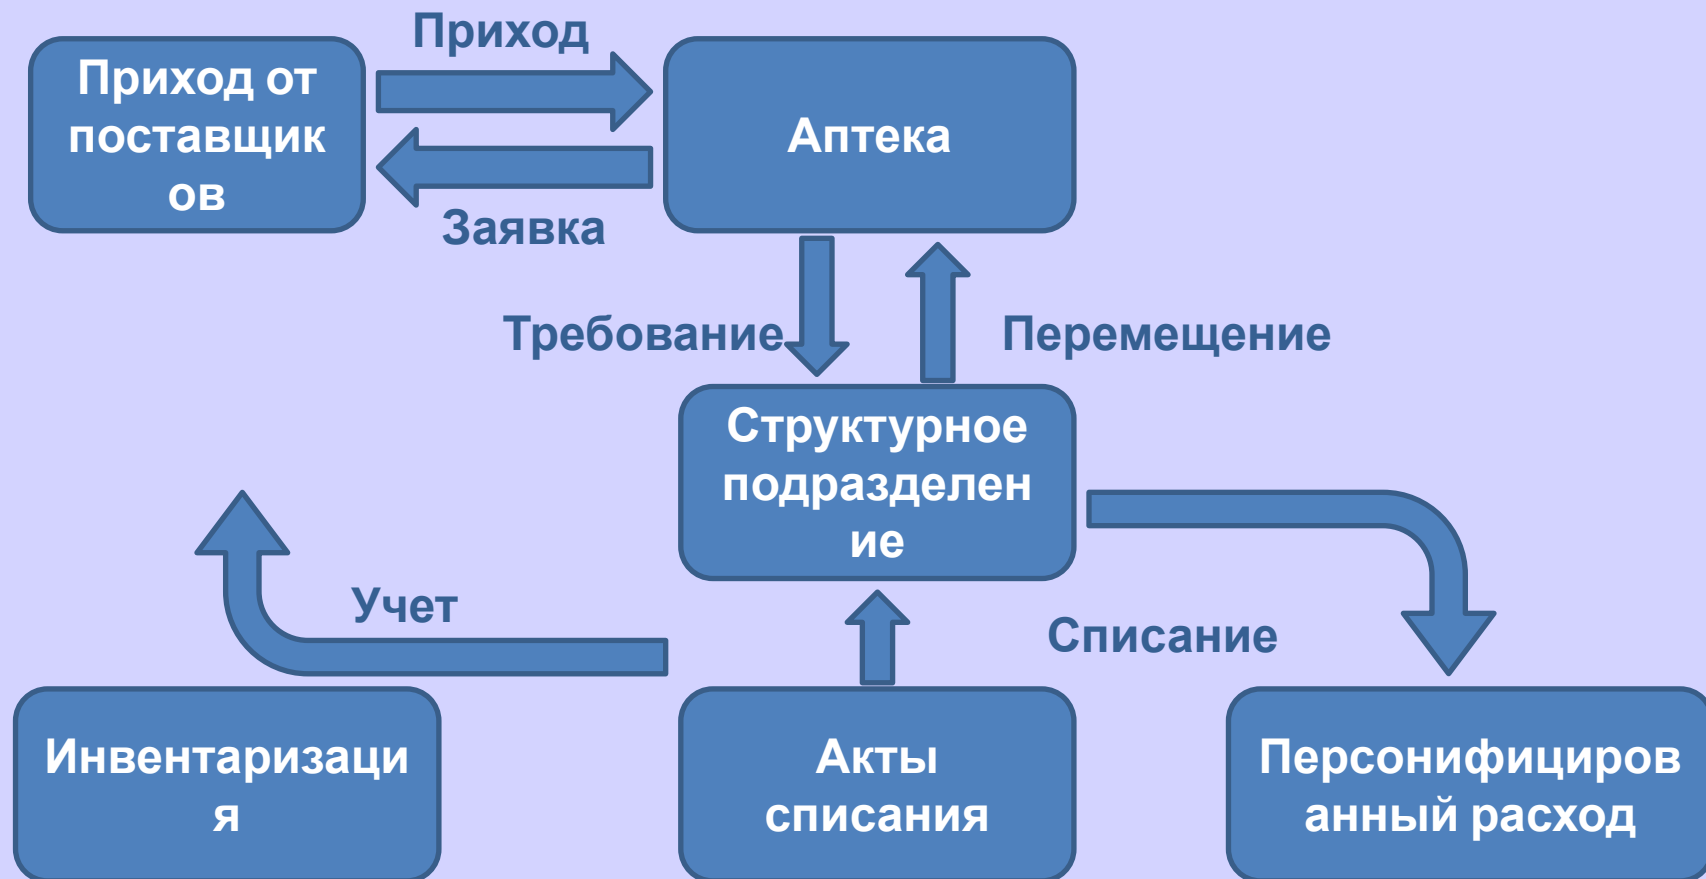 Приход
Приход от
поставщик
ов
Аптека
Заявка
Требование
Перемещение
Структурное
подразделен
ие
Учет
Списание
Инвентаризаци
я
Акты
списания
Персонифициров
анный расход